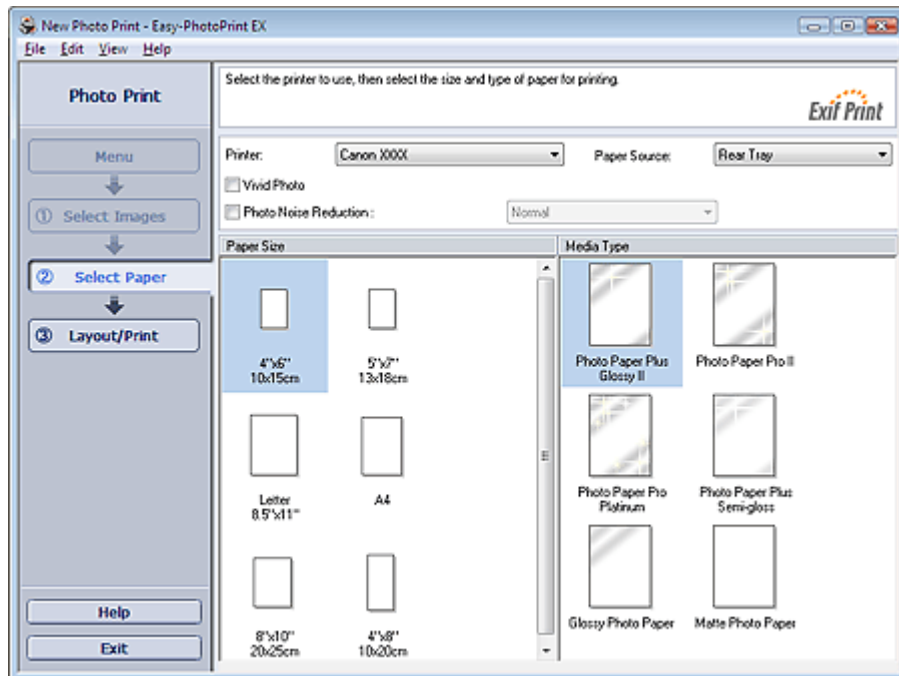 New Photo Print - Easy-PhotoPrint EX
File Edit View Help
Photo Print
Menu
① Select Images
② Select Paper
③ Layout/Print
Help
Exit
Select the printer to use, then select the size and type of paper for printing.
Exif Print
Printer: Canon XXXX Paper Source: Rear Tray
Vivid Photo
Photo Noise Reduction : Normal
Paper Size
4"x6"
10x15cm
5"x7"
13x18cm
Letter
8.5"x11"
A4
8"x10"
20x25cm
4"x8"
10x20cm
Media Type
Photo Paper Plus
Glossy II
Photo Paper Pro II
Photo Paper Pro
Platinum
Photo Paper Plus
Semi-gloss
Glossy Photo Paper
Matte Photo Paper